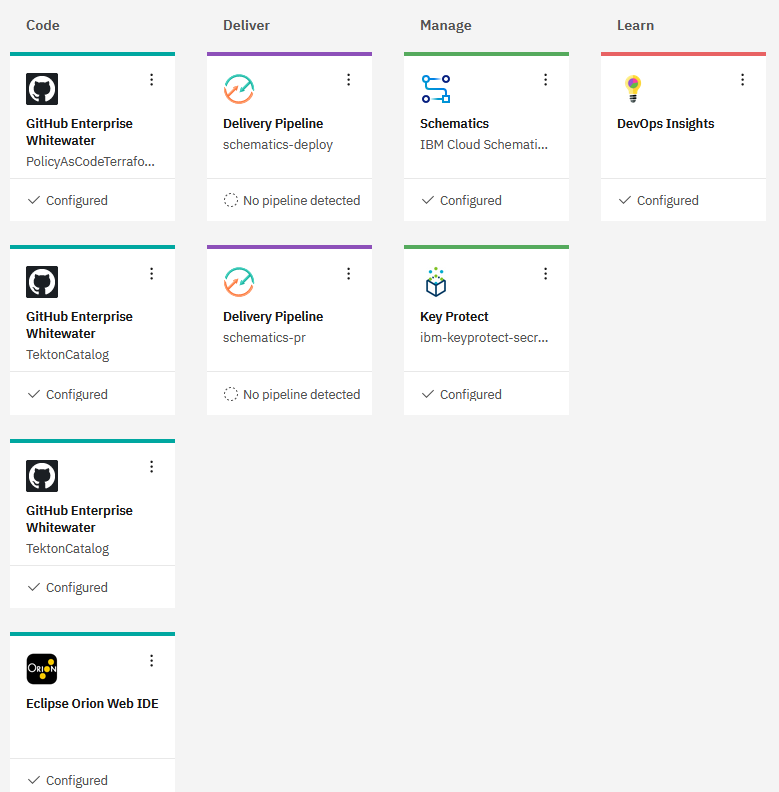 Code
Deliver
Manage
Learn
GitHub Enterprise
Whitewater
PolicyAsCodeTerrafo...
Configured
Delivery Pipeline
schematics-deploy
No pipeline detected
Schematics
IBM Cloud Schemati...
Configured
DevOps Insights
Configured
GitHub Enterprise
Whitewater
TektonCatalog
Configured
Delivery Pipeline
schematics-pr
No pipeline detected
Key Protect
ibm-keyprotect-secr...
Configured
GitHub Enterprise
Whitewater
TektonCatalog
Configured
ORION
Eclipse Orion Web IDE
Configured